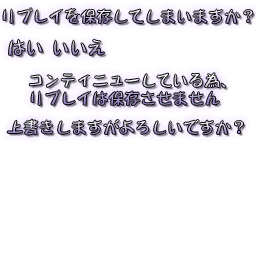 リプレイを保存してしまいますか？
はい いいえ
コンティニューしている為、
リプレイは保存させません
上書きしますがよろしいですか？